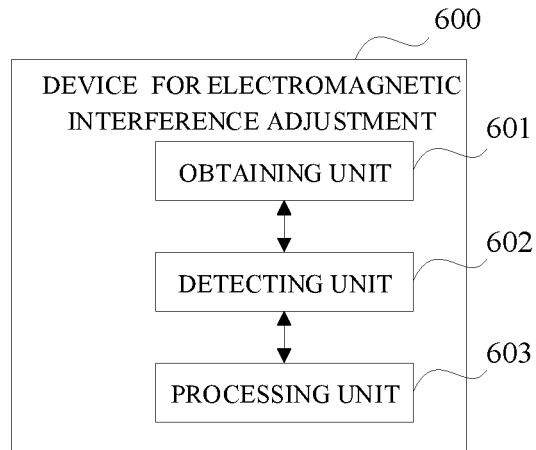 600
DEVICE FOR ELECTROMAGNETIC
INTERFERENCE ADJUSTMENT
601
OBTAINING UNIT
602
DETECTING UNIT
603
PROCESSING UNIT